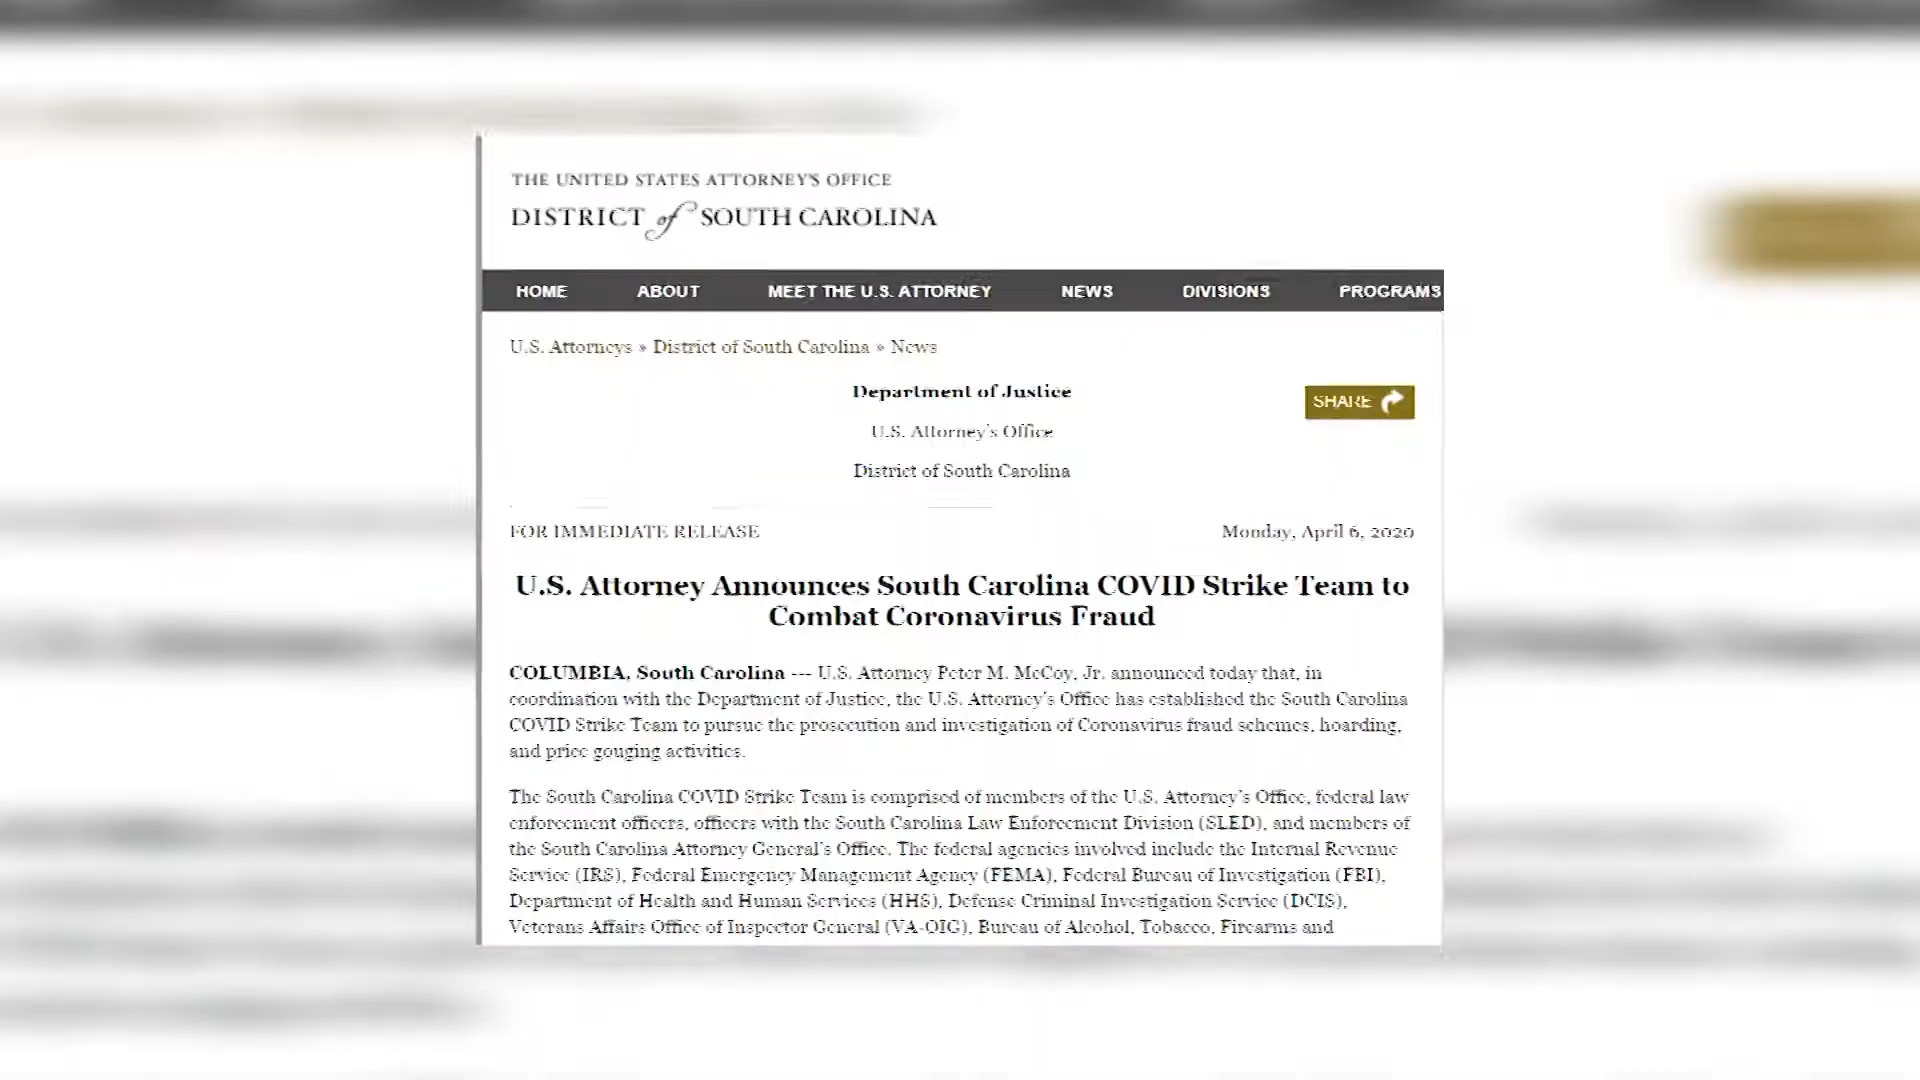 THE UNITED STATES ATTORNEY'S OFFICE
DISTRICT of SOUTH CAROLINA
HOME ABOUT MEET THE U.S. ATTORNEY NEWS DIVISIONS PROGRAMS
U.S. Attorneys » District of South Carolina » News
Department of Justice
SHARE
U.S. Attorney's Office
District of South Carolina
FOR IMMEDIATE RELEASE Monday, April 6, 2020
U.S. Attorney Announces South Carolina COVID Strike Team to
Combat Coronavirus Fraud
COLUMBIA, South Carolina --- U.S. Attorney Peter M. McCoy, Jr. announced today that, in
coordination with the Department of Justice, the U.S. Attorney's Office has established the South Carolina
COVID Strike Team to pursue the prosecution and investigation of Coronavirus fraud schemes, hoarding,
and price gouging activities.
The South Carolina COVID Strike Team is comprised of members of the U.S. Attorney's Office, federal law
enforcement officers, officers with the South Carolina Law Enforcement Division (SLED), and members of
the South Carolina Attorney General's Office. The federal agencies involved include the Internal Revenue
Service (IRS), Federal Emergency Management Agency (FEMA), Federal Bureau of Investigation (FBI),
Department of Health and Human Services (HHS), Defense Criminal Investigation Service (DCIS),
Veterans Affairs Office of Inspector General (VA-OIG), Bureau of Alcohol, Tobacco, Firearms and